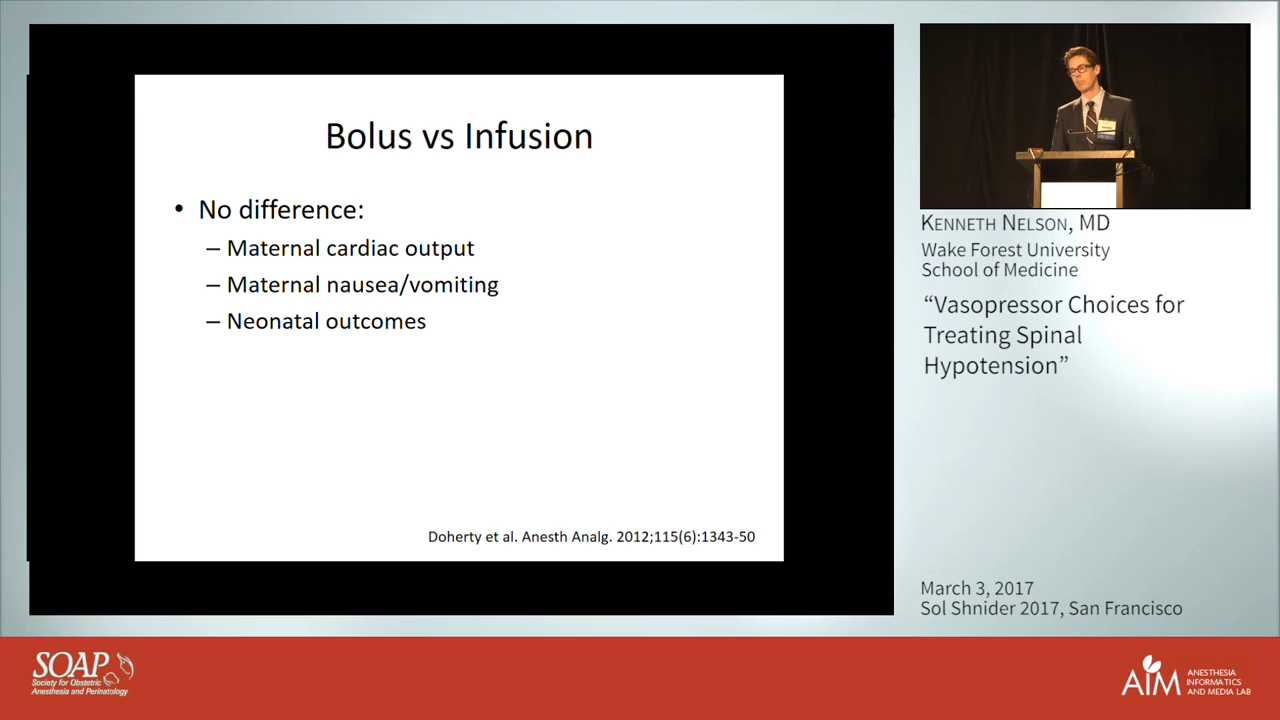 Bolus vs Infusion
• No difference:
– Maternal cardiac output
– Maternal nausea/vomiting
– Neonatal outcomes
Doherty et al. Anesth Analg. 2012;115(6):1343-50
KENNETH NELSON, MD
Wake Forest University
School of Medicine
“Vasopressor Choices for
Treating Spinal
Hypotension”
March 3, 2017
Sol Shnider 2017, San Francisco
SOAP
Society for Obstetric
Anesthesia and Perinatology
AIM
ANESTHESIA
INFORMATICS
AND MEDIA LAB